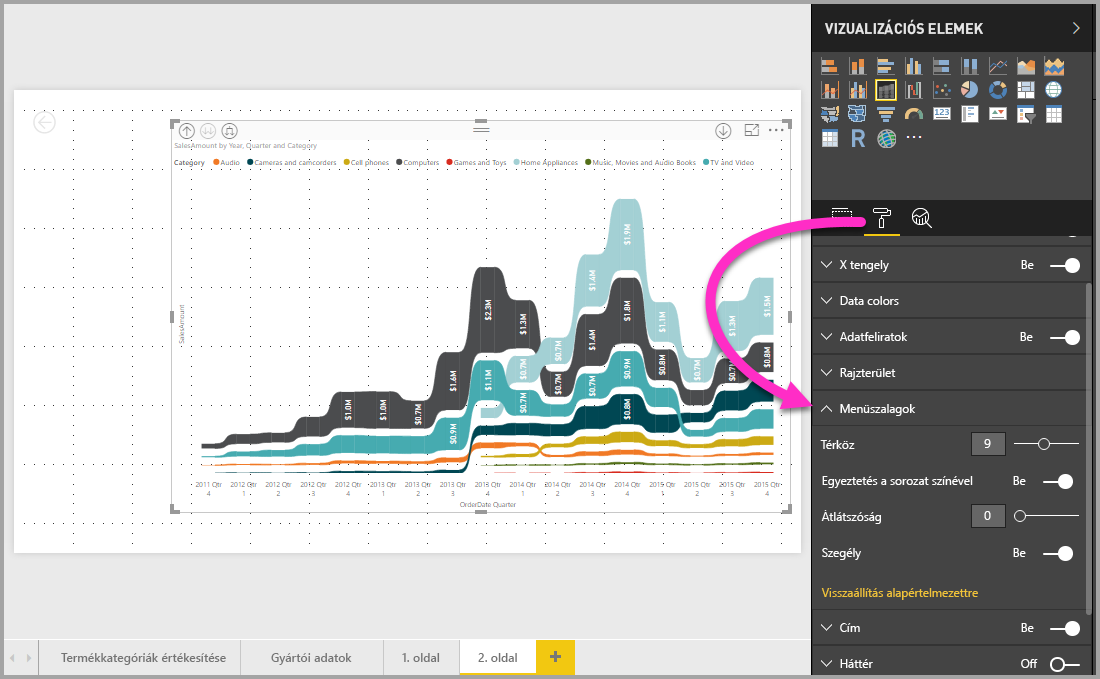 VIZUALIZÁCIÓS ELEMEK
SalesAmount by Year, Quarter and Category
Category Audio Cameras and camcorders Cell phones Computers Games and Toys Home Appliances Music, Movies and Audio Books TV and Video
SalesAmount
$1.0M
$1.0M
$0.7M
$1.6M
$0.9M
$2.3M
$1.1M
$1.3M
$0.7M
$0.7M
$0.7M
$0.7M
$1.4M
$1.4M
$0.7M
$1.9M
$1.8M
$0.9M
$0.8M
$1.1M
$0.8M
$0.7M
$1.3M
$1.5M
$0.8M
2011 Qtr 4
2012 Qtr 1
2012 Qtr 2
2012 Qtr 3
2012 Qtr 4
2013 Qtr 1
2013 Qtr 2
2013 Qtr 3
2013 Qtr 4
2014 Qtr 1
2014 Qtr 2
2014 Qtr 3
2014 Qtr 4
2015 Qtr 1
2015 Qtr 2
2015 Qtr 3
2015 Qtr 4
OrderDate Quarter
123
R
X tengely Be
Data colors
Adatfeliratok Be
Rajzterület
Menüszalagok
Térköz 9
Egyeztetés a sorozat színével Be
Átlátszóság 0
Szegély Be
Visszaállítás alapértelmezettre
Cím Be
Háttér Off
Termékkategóriák értékesítése Gyártói adatok 1. oldal 2. oldal +